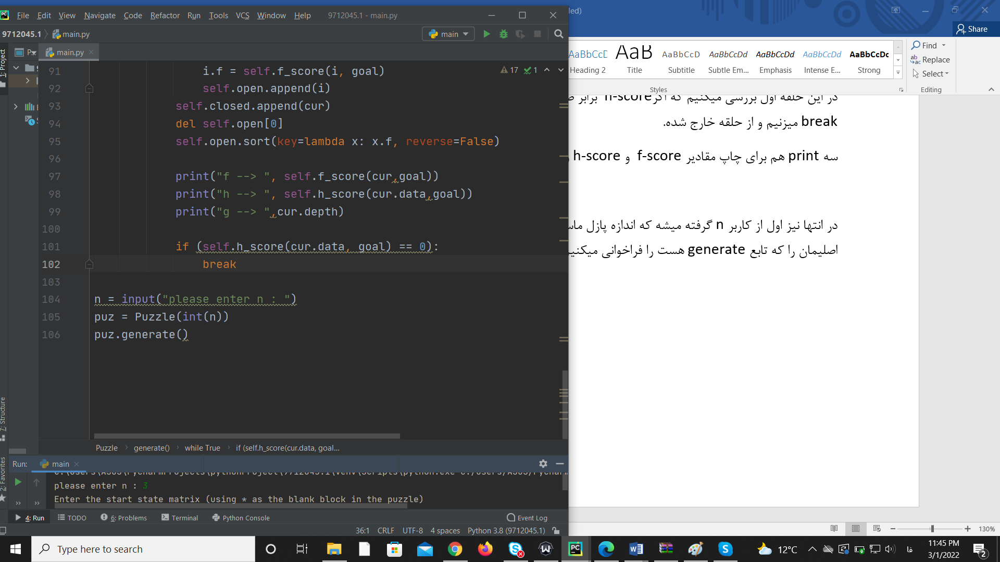 File Edit View Navigate Code Refactor Run Tools VCS Window Help 9712045.1 - main.py
9712045.1 main.py
main
1: Project
main.py
17 1
91 i.f = self.f_score(i, goal)
92 self.open.append(i)
93 self.closed.append(cur)
94 del self.open[0]
95 self.open.sort(key=lambda x: x.f, reverse=False)
96
97 print("f --> ", self.f_score(cur,goal))
98 print("h --> ", self.h_score(cur.data,goal))
99 print("g --> ",cur.depth)
100
101 if (self.h_score(cur.data, goal) == 0):
102 break
103
104 n = input("please enter n : ")
105 puz = Puzzle(int(n))
106 puz.generate()
7: Structure
2: Favorites
Puzzle generate() while True if (self.h_score(cur.data, goal...
Run: main
please enter n : 3
Enter the start state matrix (using * as the blank block in the puzzle)
4: Run TODO 6: Problems Terminal Python Console Event Log
36:1 CRLF UTF-8 4 spaces Python 3.8 (9712045.1)
led)
Share
AaBbCcD AaBbCcDd AaBbCcDd AaBbCcDd
Heading 2 Title Subtitle Subtle Em... Emphasis Intense E... Strong
Styles
Find
Replace
Select
Editing
در این حلقه اول بررسی میکنیم که اگر h-score برابر
break میزنیم و از حلقه خارج شده.
سه print هم برای چاپ مقادیر f-score و h-score
در انتها نیز اول از کاربر n گرفته میشه که اندازه پازل
اصلیمان را که تابع generate هست را فراخوانی
130%
Type here to search
12°C
فا
11:45 PM
3/1/2022
2